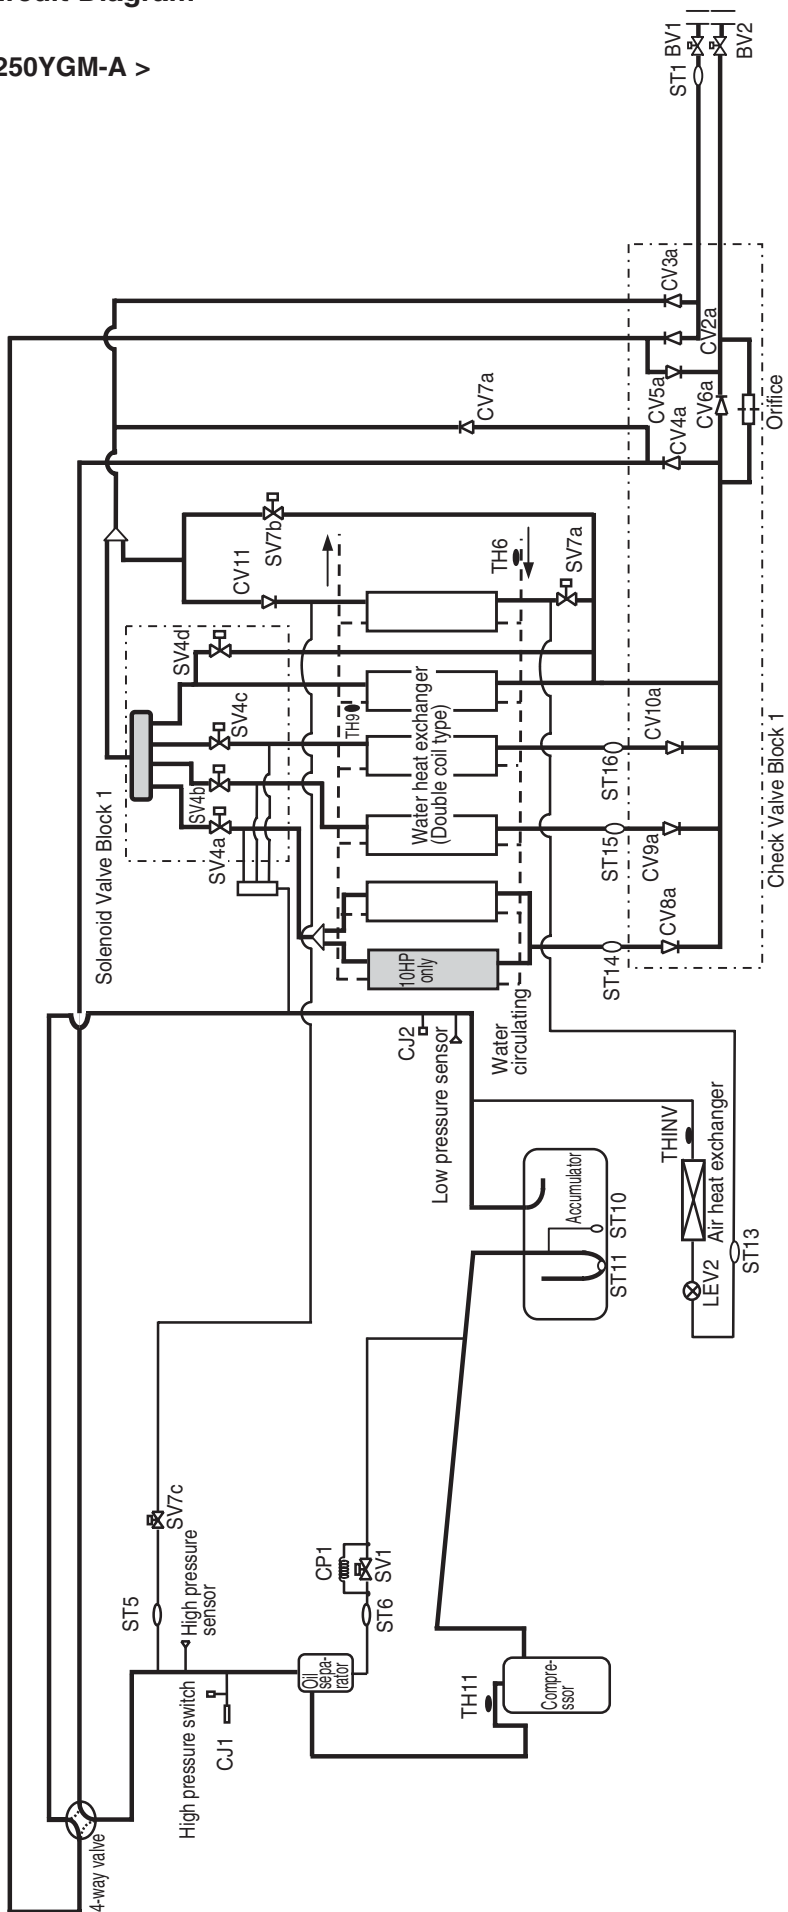 ircuit Diagram
250YGM-A >
BV1
BV2
ST1
CV3a
CV2a
CV5a
CV6a
CV4a
Orifice
CV7a
SV7b
CV11
TH6
SV7a
SV4d
SV4c
SV4b
SV4a
TH9
Solenoid Valve Block 1
Water heat exchanger
(Double coil type)
CV10a
ST16
ST15
CV9a
CV8a
ST14
Check Valve Block 1
10HP
only
Water
circulating
CJ2
Low pressure sensor
THINV
Air heat exchanger
Accumulator
ST10
ST11
LEV2
ST13
SV7c
ST5
High pressure
sensor
CP1
SV1
ST6
High pressure switch
CJ1
Oil
sepa-
rator
TH11
Compre-
ssor
4-way valve